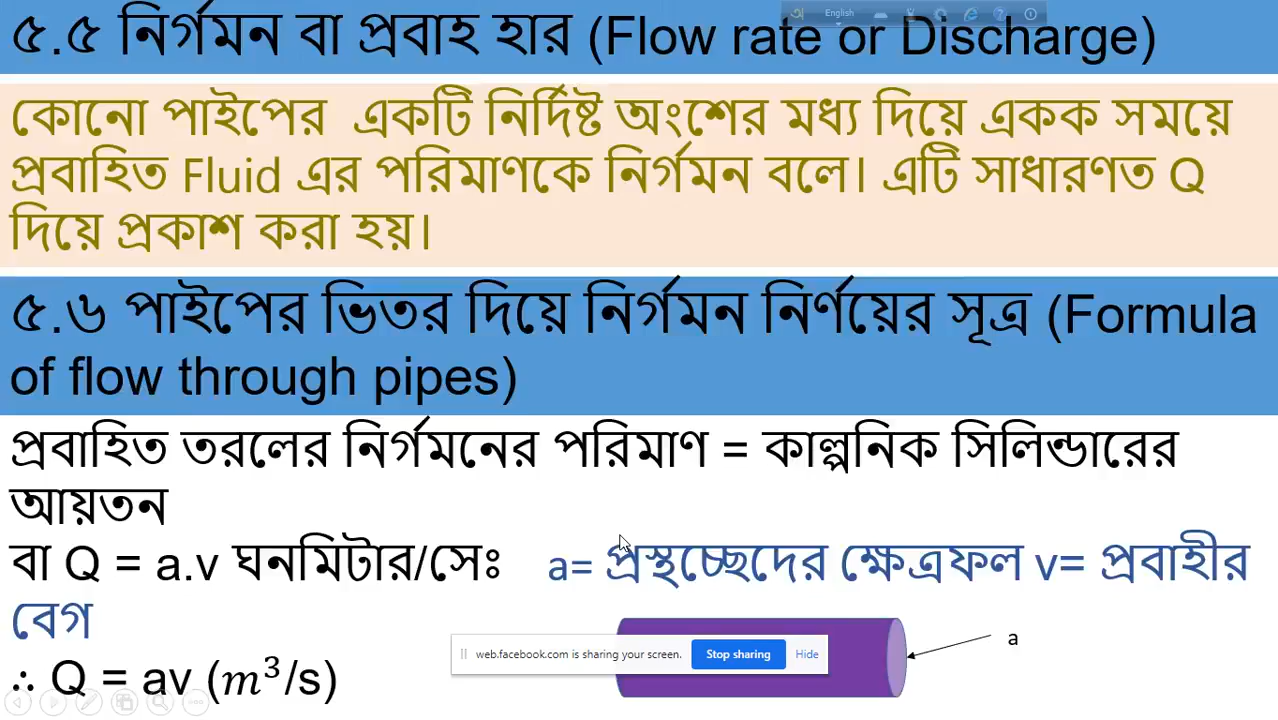 English
৫.৫ নির্গমন বা প্রবাহ হার (Flow rate or Discharge)
কোনো পাইপের একটি নির্দিষ্ট অংশের মধ্য দিয়ে একক সময়ে
প্রবাহিত Fluid এর পরিমাণকে নির্গমন বলে। এটি সাধারণত Q
দিয়ে প্রকাশ করা হয়।
৫.৬ পাইপের ভিতর দিয়ে নির্গমন নির্ণয়ের সূত্র (Formula
of flow through pipes)
প্রবাহিত তরলের নির্গমনের পরিমাণ = কাল্পনিক সিলিন্ডারের
আয়তন
বা Q = a.v ঘনমিটার/সেঃ a= প্রস্থচ্ছেদের ক্ষেত্রফল v= প্রবাহীর
বেগ
a
web.facebook.com is sharing your screen. Stop sharing Hide
∴ Q = av (m³/s)